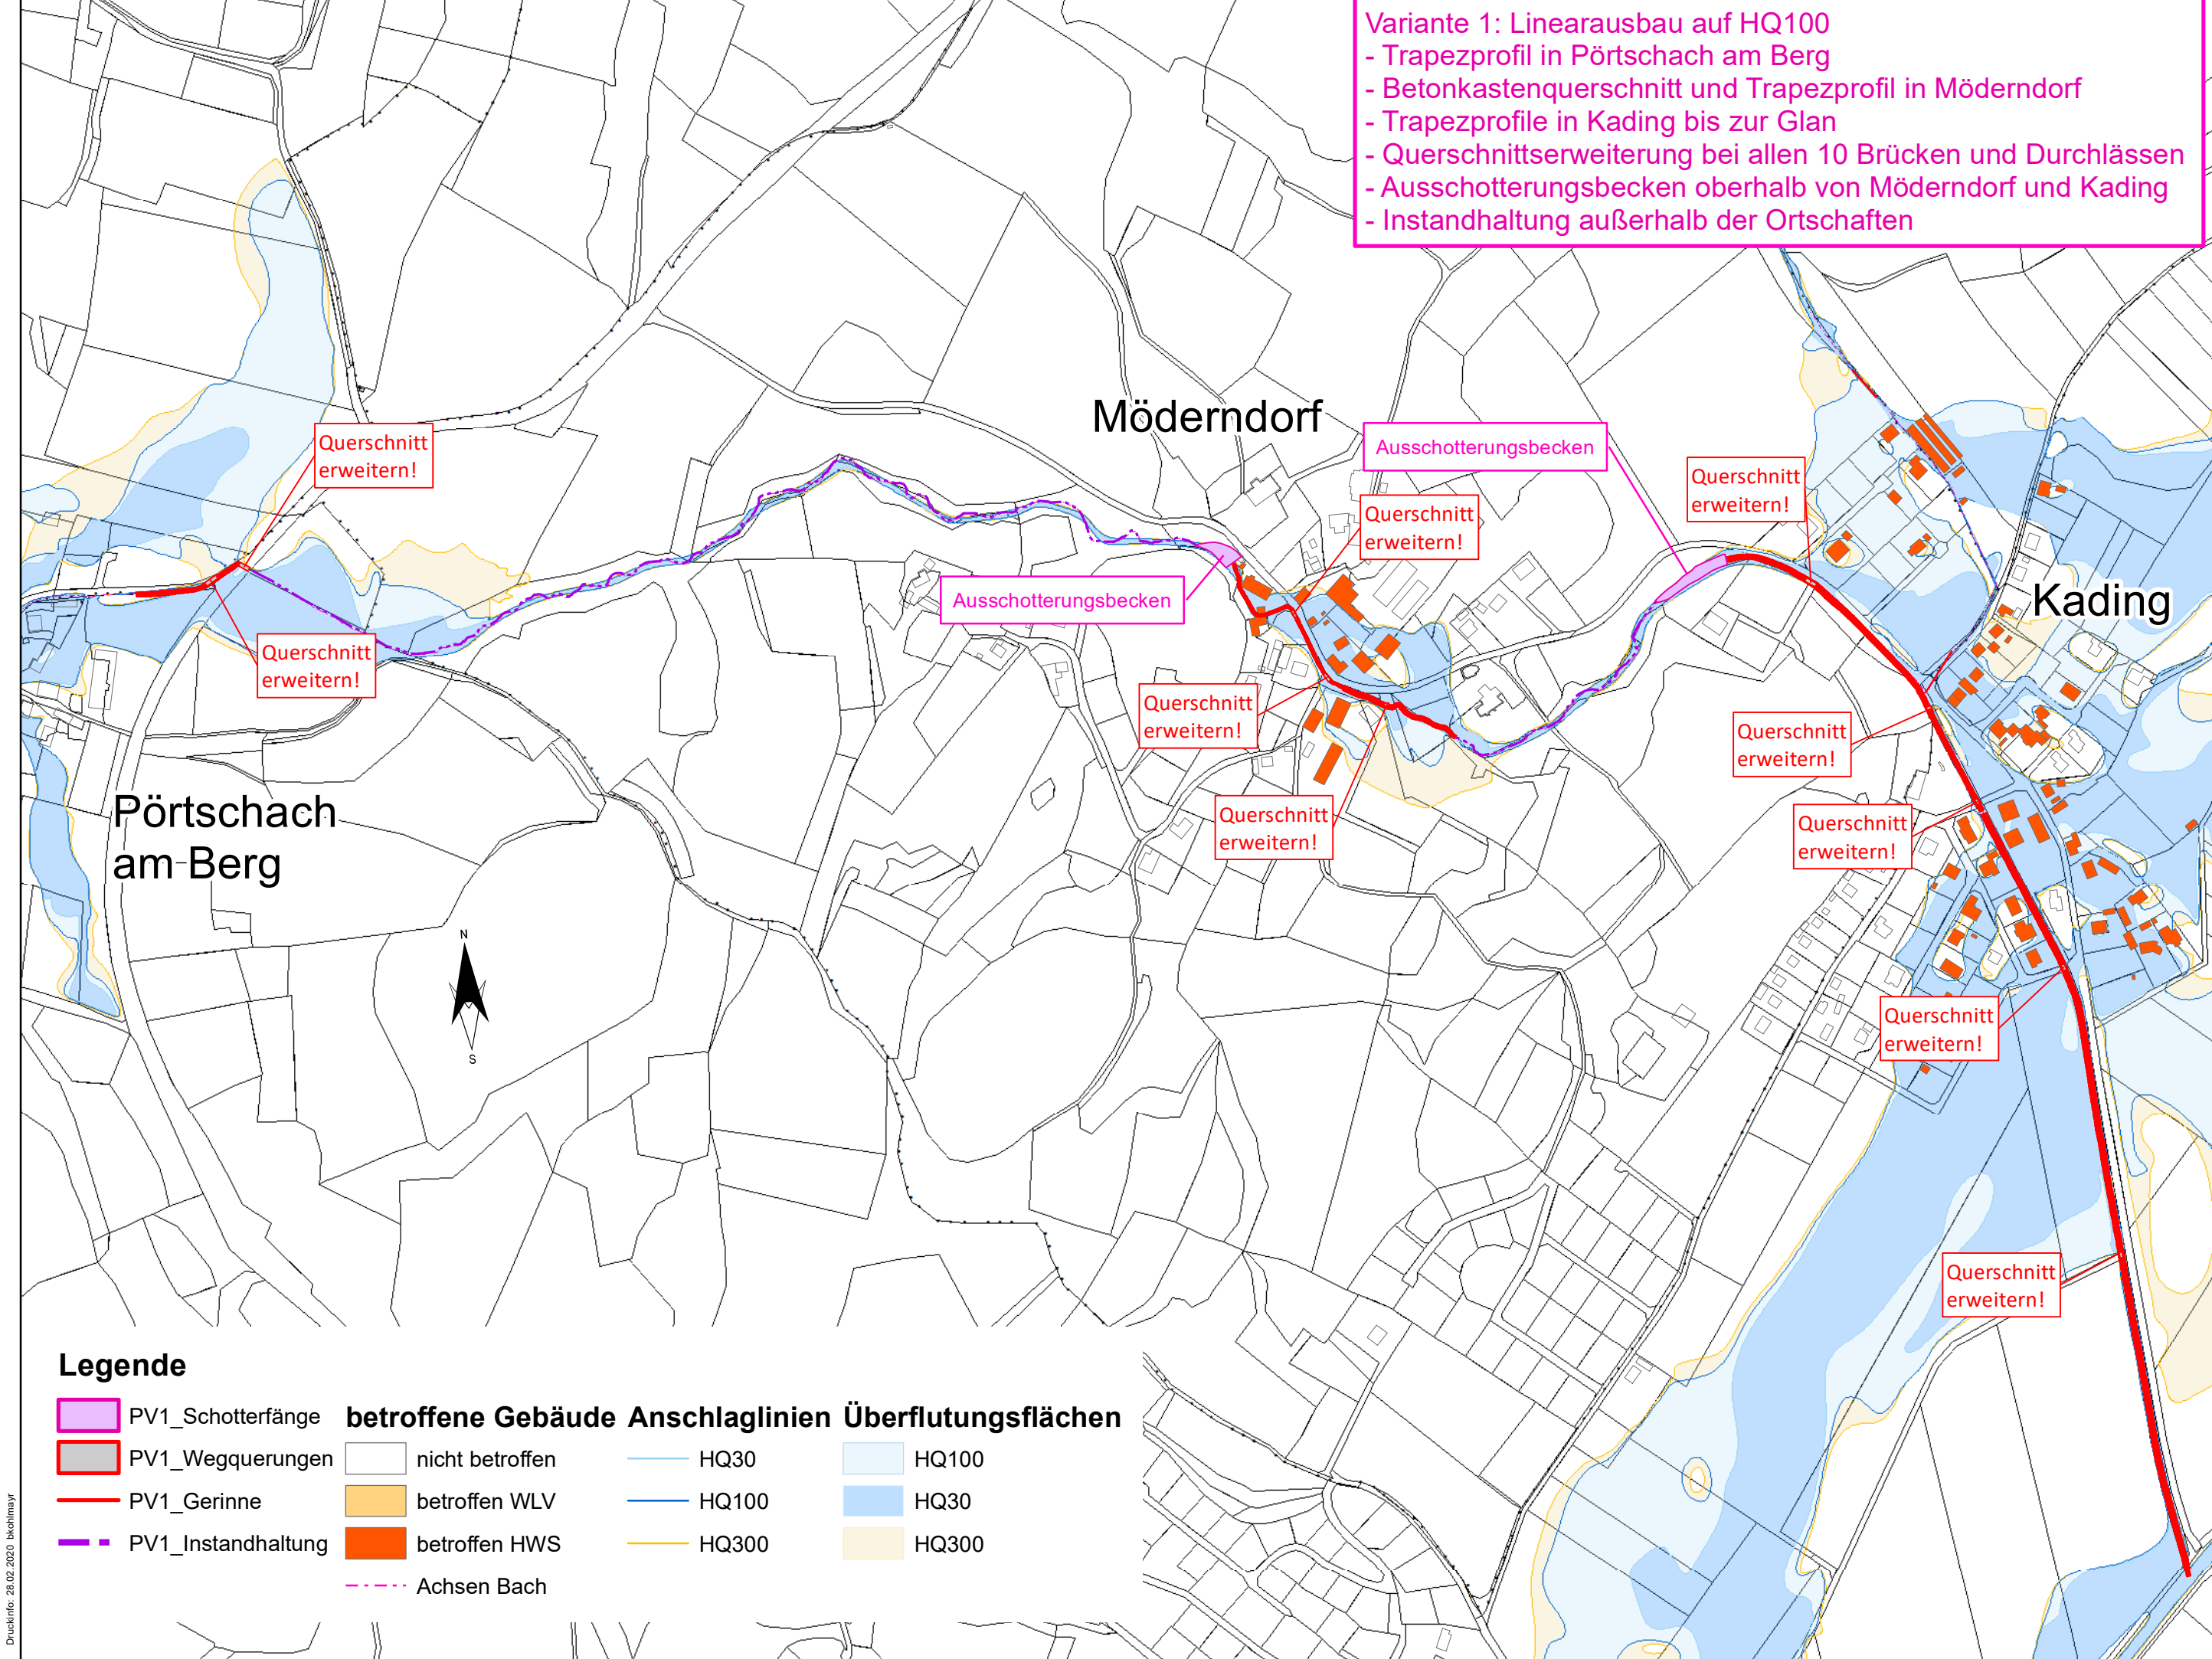 Variante 1: Linearausbau auf HQ100
- Trapezprofil in Pörtschach am Berg
- Betonkastenquerschnitt und Trapezprofil in Möderndorf
- Trapezprofile in Kading bis zur Glan
- Querschnittserweiterung bei allen 10 Brücken und Durchlässen
- Ausschotterungsbecken oberhalb von Möderndorf und Kading
- Instandhaltung außerhalb der Ortschaften
Möderndorf
Querschnitt
erweitern!
Ausschotterungsbecken
Querschnitt
erweitern!
Querschnitt
erweitern!
Ausschotterungsbecken
Kading
Querschnitt
erweitern!
Querschnitt
erweitern!
Querschnitt
erweitern!
Pörtschach
am Berg
Querschnitt
erweitern!
Querschnitt
erweitern!
N
S
Querschnitt
erweitern!
Querschnitt
erweitern!
Legende
PV1_Schotterfänge
PV1_Wegquerungen
PV1_Gerinne
PV1_Instandhaltung
betroffene Gebäude
nicht betroffen
betroffen WLV
betroffen HWS
Achsen Bach
Anschlaglinien
HQ30
HQ100
HQ300
Überflutungsflächen
HQ100
HQ30
HQ300
Druckinfo: 28.02.2020 bkohlmayr